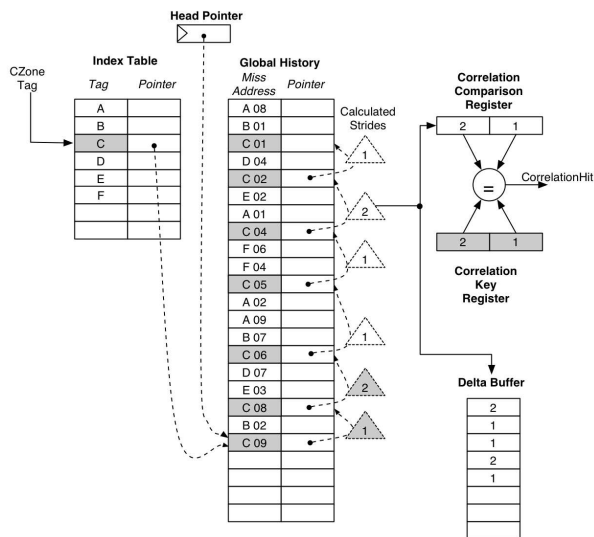 Head Pointer
CZone
Tag
Index Table
Tag Pointer
A
B
C
D
E
F
Global History
Miss
Address Pointer
A 08
B 01
C 01
D 04
C 02
E 02
A 01
C 04
F 06
F 04
C 05
A 02
A 09
B 07
C 06
D 07
E 03
C 08
B 02
C 09
Calculated
Strides
1
2
1
1
2
1
Correlation
Comparison
Register
2 1
=
CorrelationHit
2 1
Correlation
Key
Register
Delta Buffer
2
1
1
2
1